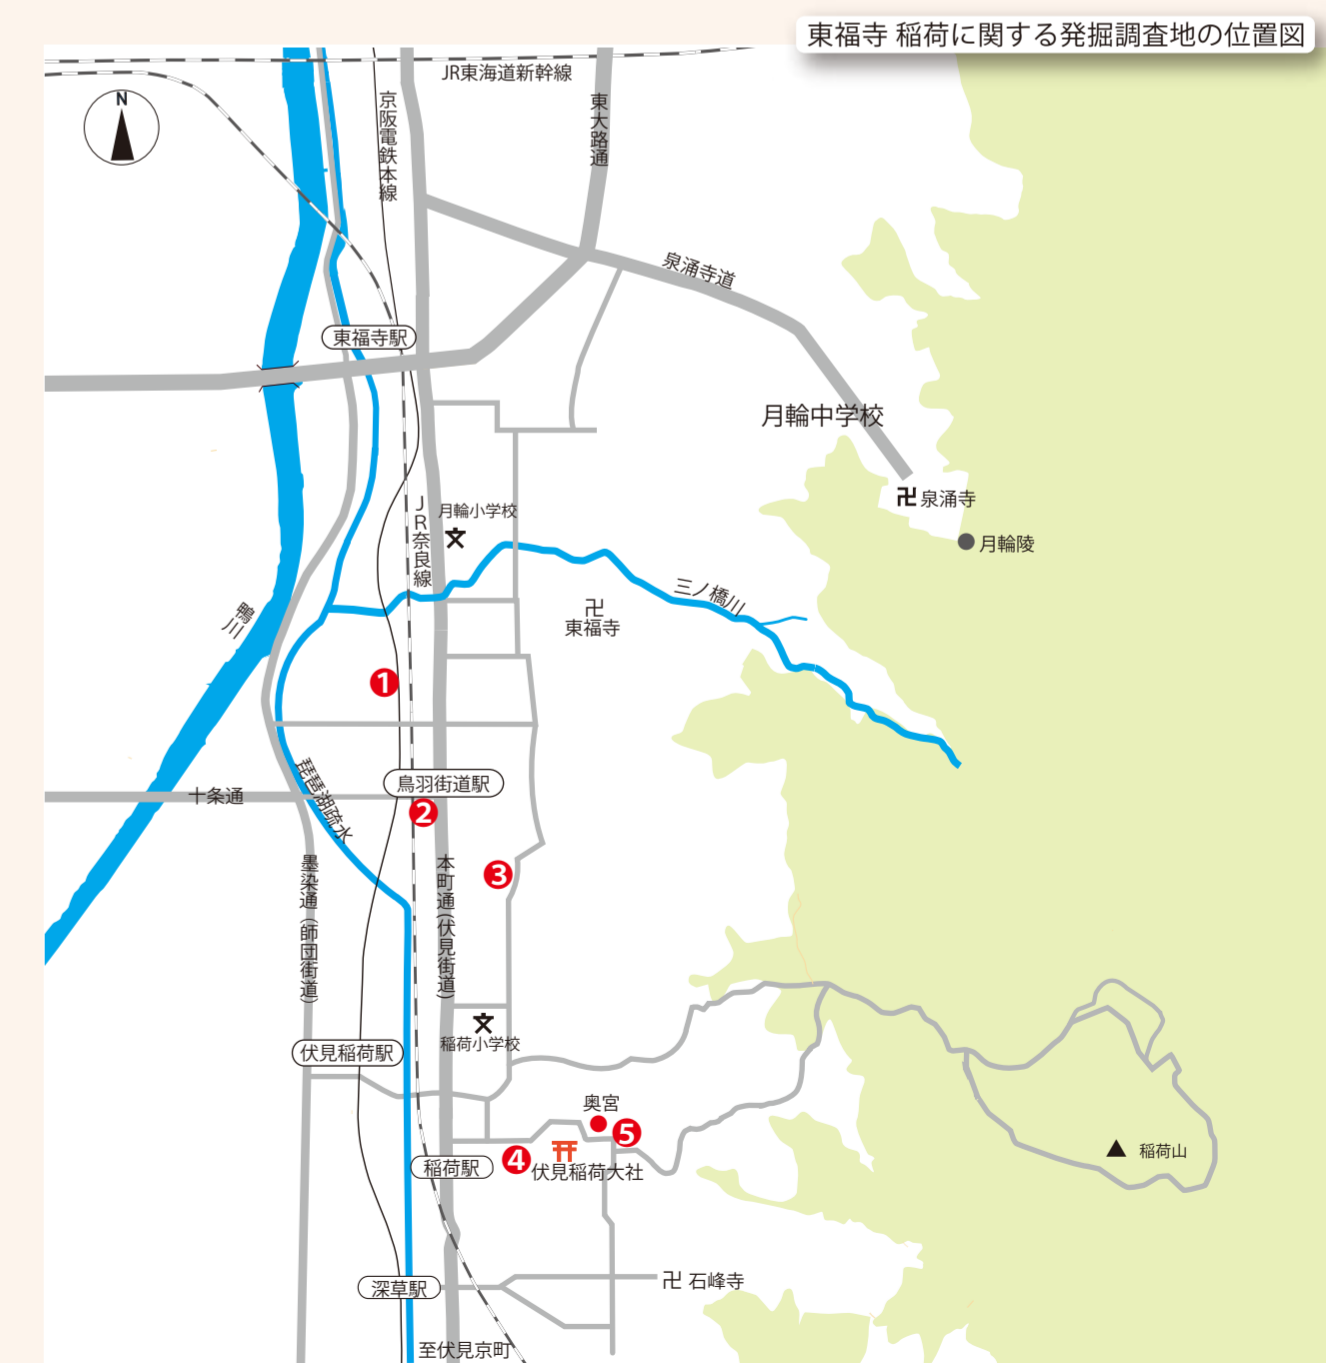 東福寺 稲荷に関する発掘調査地の位置図
JR東海道新幹線
N
京阪電鉄本線
東大路通
泉涌寺道
東福寺駅
月輪中学校
卍泉涌寺
JR奈良線
月輪小学校
文
月輪陵
三ノ橋川
鴨川
卍
東福寺
1
琵琶湖疏水
鳥羽街道駅
十条通
2
墨染通(師団街道)
本町通(伏見街道)
3
文
稲荷小学校
伏見稲荷駅
奥宮
5
4
伏見稲荷大社
稲荷駅
稲荷山
卍 石峰寺
深草駅
至伏見京町